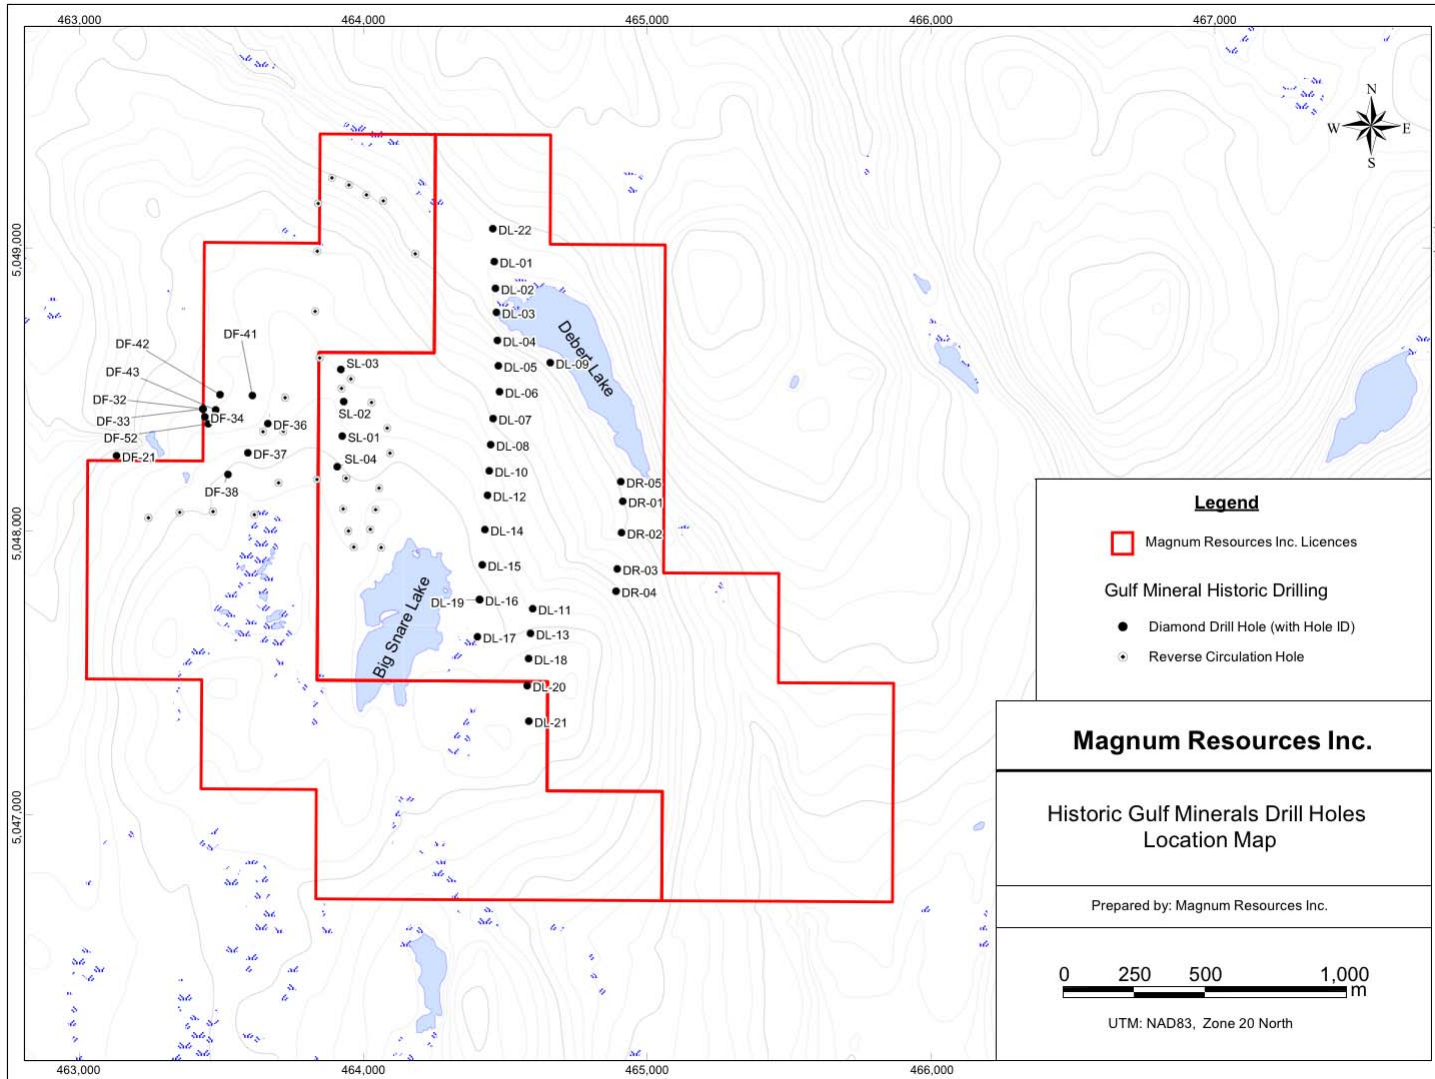 463,000
464,000
465,000
466,000
467,000
N
W
E
S
5,049,000
5,048,000
5,047,000
DL-22
DL-01
DL-02
DL-03
DL-04
DL-05
DL-09
DL-06
DL-07
DL-08
DL-10
DL-12
DL-14
DL-15
DL-19
DL-16
DL-11
DL-17
DL-13
DL-18
DL-20
DL-21
Debert Lake
DF-42
DF-41
DF-43
DF-32
DF-33
DF-34
DF-52
DF-36
DF-21
DF-37
DF-38
SL-03
SL-02
SL-01
SL-04
DR-05
DR-01
DR-02
DR-03
DR-04
Big Snare Lake
Legend
Magnum Resources Inc. Licences
Gulf Mineral Historic Drilling
Diamond Drill Hole (with Hole ID)
Reverse Circulation Hole
Magnum Resources Inc.
Historic Gulf Minerals Drill Holes
Location Map
Prepared by: Magnum Resources Inc.
0 250 500 1,000
m
UTM: NAD83, Zone 20 North
463,000
464,000
465,000
466,000